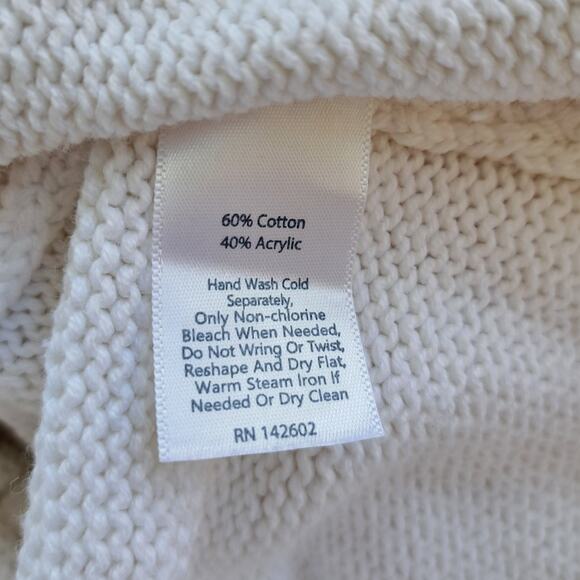 60% Cotton
40% Acrylic
Hand Wash Cold
Separately,
Only Non-chlorine
Bleach When Needed,
Do Not Wring Or Twist,
Reshape And Dry Flat,
Warm Steam Iron If
Needed Or Dry Clean
RN 142602